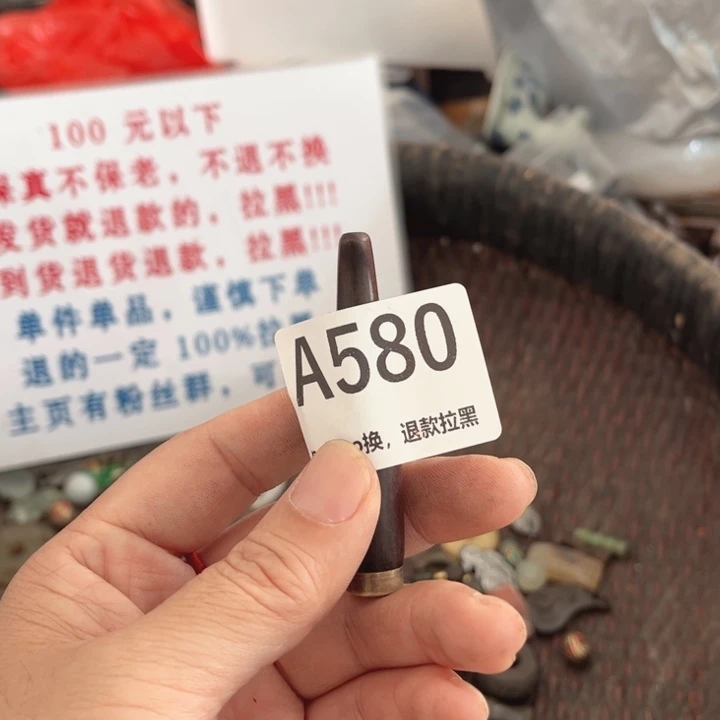 100 元以下
保真不保老，不退不换
发货就退款的，拉黑!!!
到货退货退款，拉黑!!!
单件单品，谨慎下单
退的一定 100%拉
主页有粉丝群，可
A580
换，退款拉黑